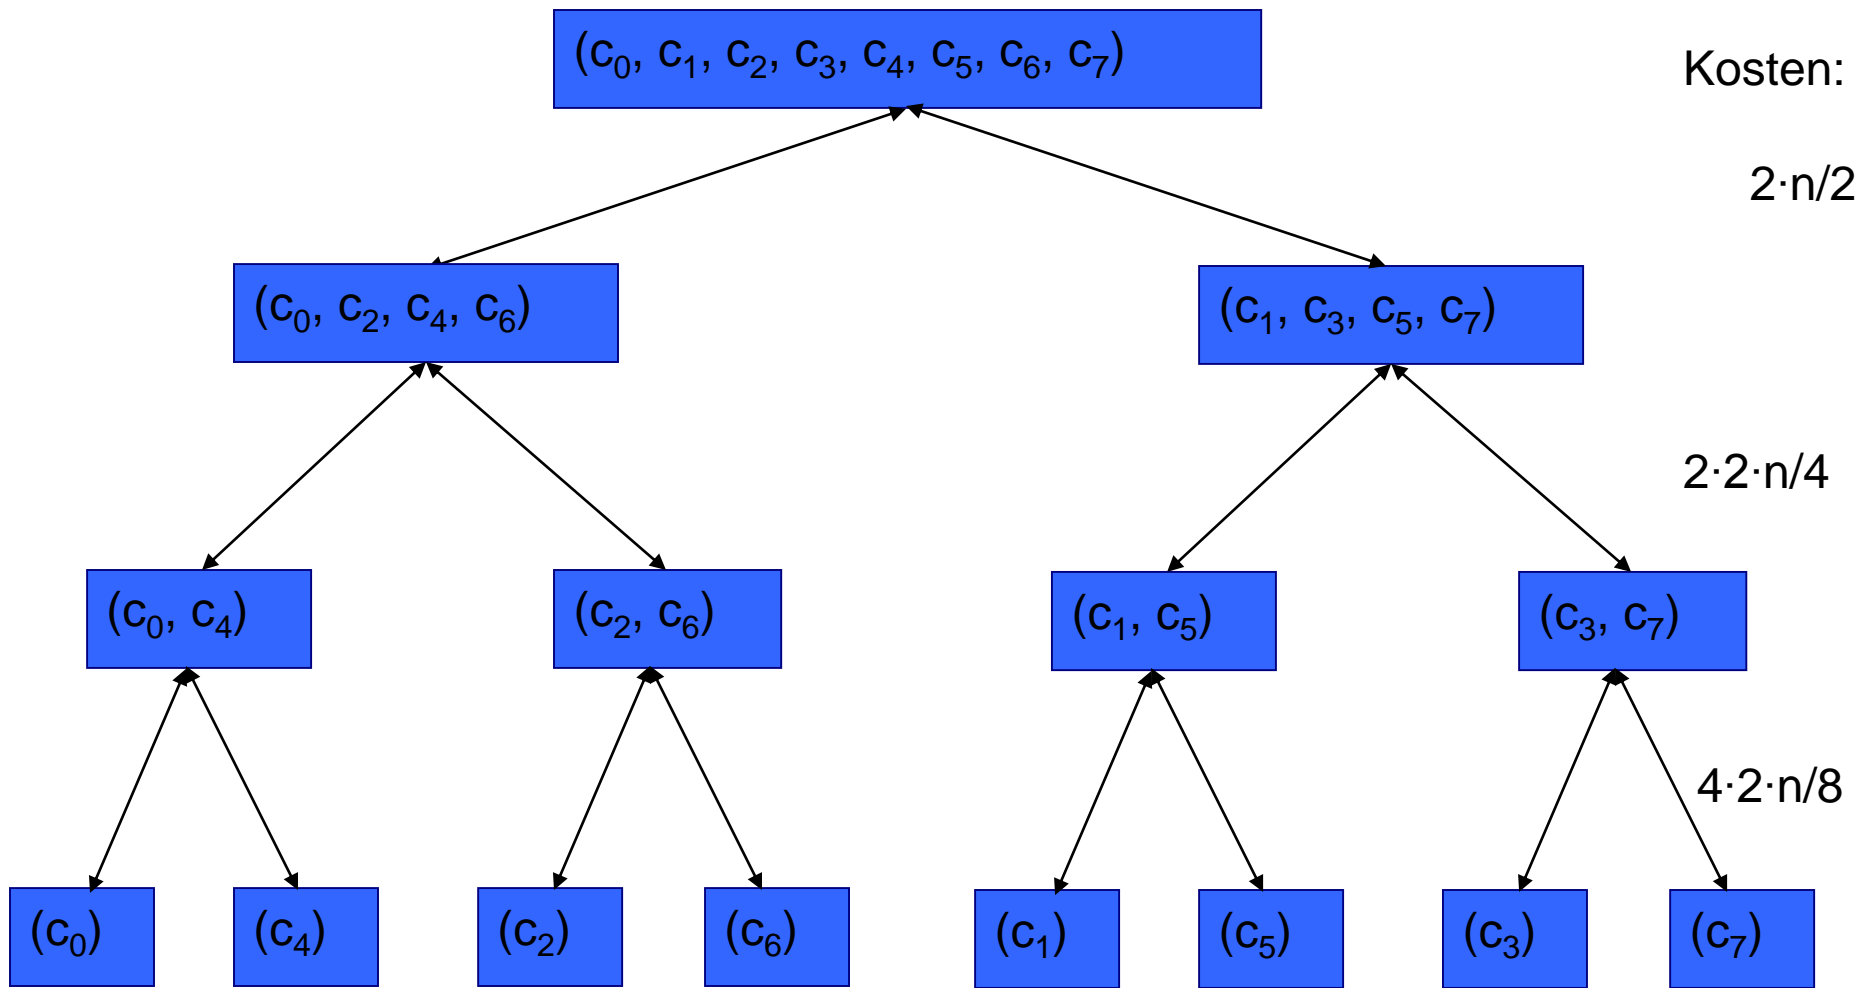 (c₀, c₁, c₂, c₃, c₄, c₅, c₆, c₇)
Kosten:
2·n/2
(c₀, c₂, c₄, c₆)
(c₁, c₃, c₅, c₇)
2·2·n/4
(c₀, c₄)
(c₂, c₆)
(c₁, c₅)
(c₃, c₇)
4·2·n/8
(c₀)
(c₄)
(c₂)
(c₆)
(c₁)
(c₅)
(c₃)
(c₇)